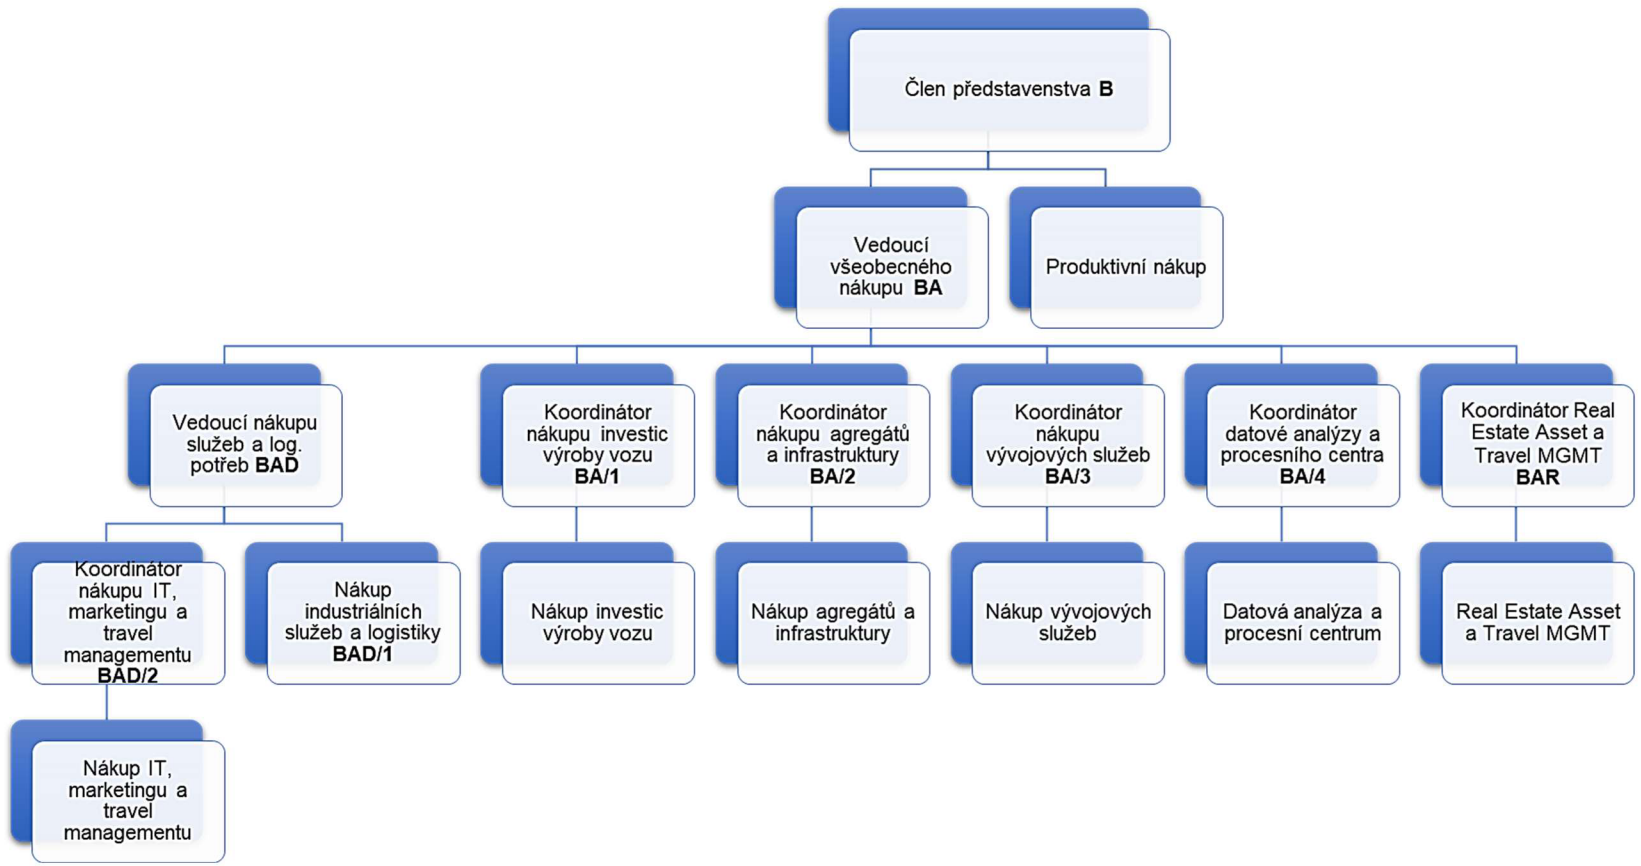 Člen představenstva B
Vedoucí
všeobecného
nákupu BA
Produktivní nákup
Vedoucí nákupu
služeb a log.
potřeb BAD
Koordinátor
nákupu investic
výroby vozu
BA/1
Koordinátor
nákupu agregátů
a infrastruktury
BA/2
Koordinátor
nákupu
vývojových služeb
BA/3
Koordinátor
datové analýzy a
procesního centra
BA/4
Koordinátor Real
Estate Asset a
Travel MGMT
BAR
Koordinátor
nákupu IT,
marketingu a
travel
managementu
BAD/2
Nákup
industriálních
služeb a logistiky
BAD/1
Nákup investic
výroby vozu
Nákup agregátů a
infrastruktury
Nákup vývojových
služeb
Datová analýza a
procesní centrum
Real Estate Asset
a Travel MGMT
Nákup IT,
marketingu a
travel
managementu